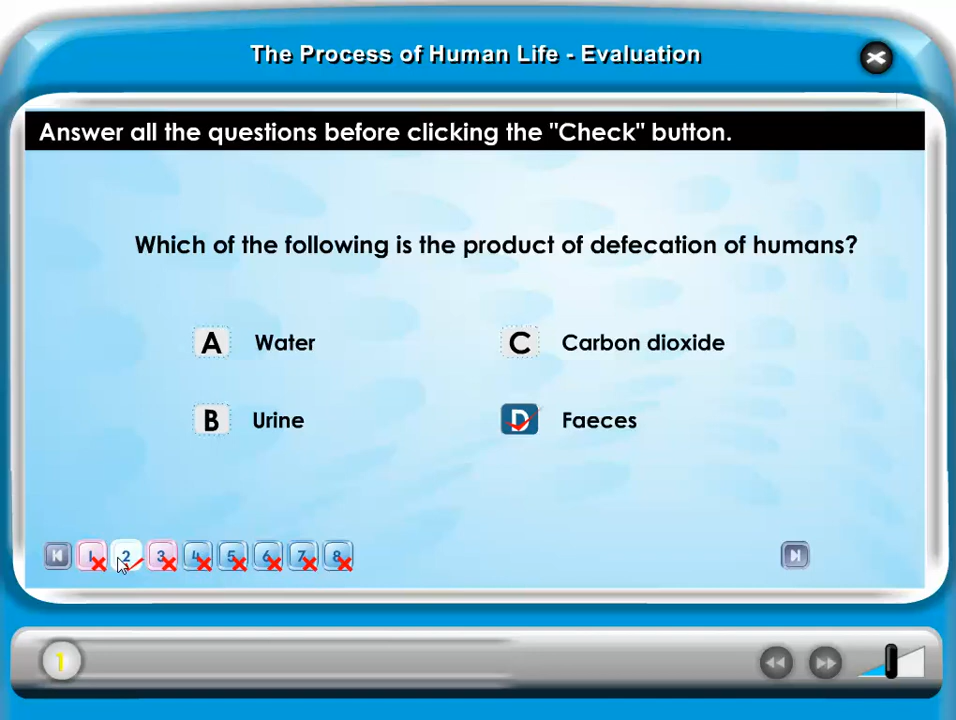 The Process of Human Life - Evaluation
Answer all the questions before clicking the "Check" button.
Which of the following is the product of defecation of humans?
A Water
C Carbon dioxide
B Urine
D Faeces
1 2 3 4 5 6 7 8
1